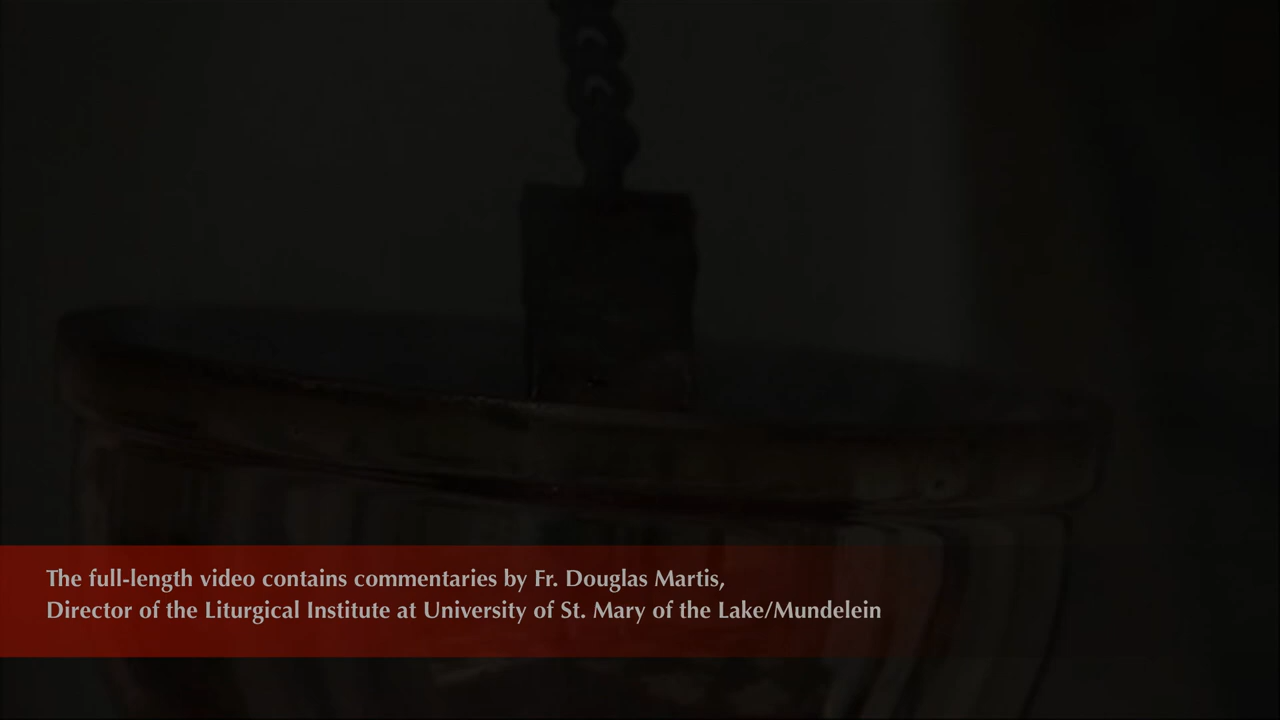 The full-length video contains commentaries by Fr. Douglas Martis,
Director of the Liturgical Institute at University of St. Mary of the Lake/Mundelein